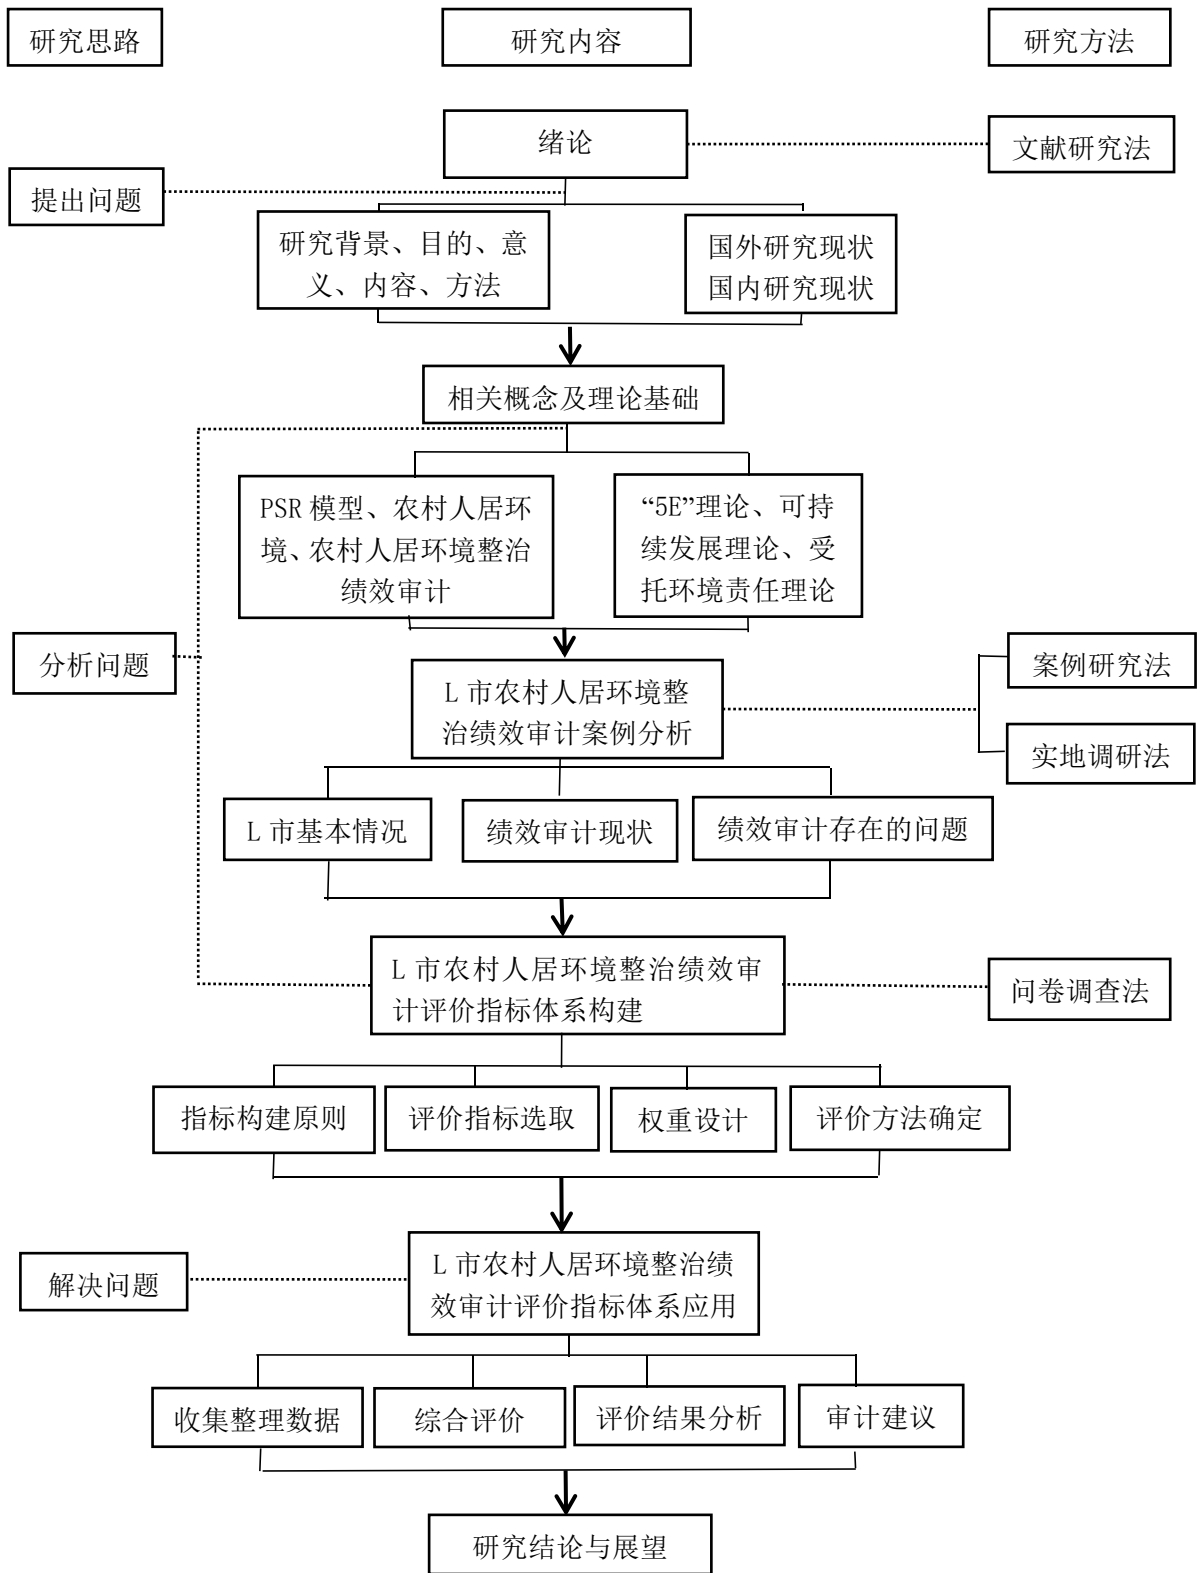 研究思路
研究内容
研究方法
绪论
文献研究法
提出问题
研究背景、目的、意
义、内容、方法
国外研究现状
国内研究现状
相关概念及理论基础
PSR 模型、农村人居环
境、农村人居环境整治
绩效审计
“5E”理论、可持
续发展理论、受
托环境责任理论
分析问题
L 市农村人居环境整
治绩效审计案例分析
案例研究法
实地调研法
L 市基本情况
绩效审计现状
绩效审计存在的问题
L 市农村人居环境整治绩效审
计评价指标体系构建
问卷调查法
指标构建原则
评价指标选取
权重设计
评价方法确定
解决问题
L 市农村人居环境整治绩
效审计评价指标体系应用
收集整理数据
综合评价
评价结果分析
审计建议
研究结论与展望